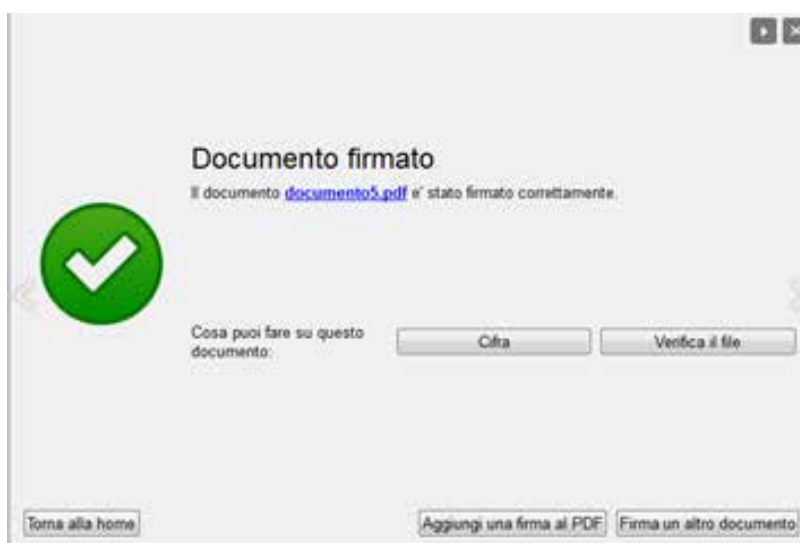 Documento firmato
Il documento documento5.pdf e' stato firmato correttamente.
Cosa puoi fare su questo
documento:
Cifra
Verifica il file
Torna alla home
Aggiungi una firma al PDF
Firma un altro documento